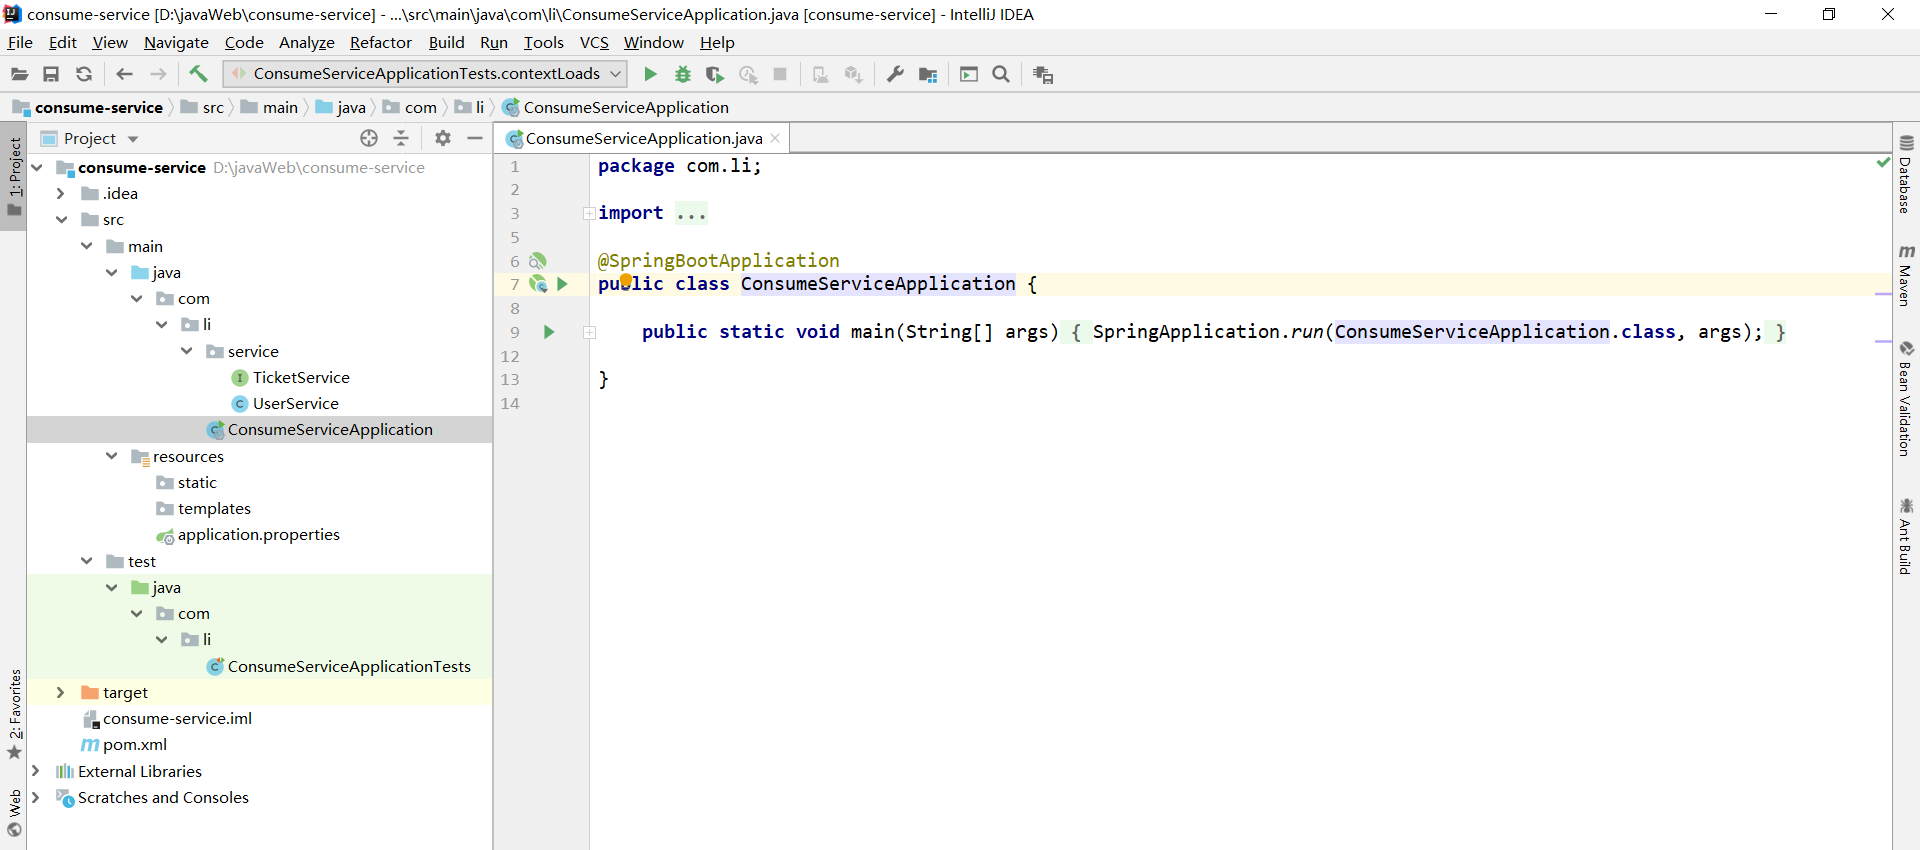 consume-service [D:\javaWeb\consume-service] - ...\src\main\java\com\li\ConsumeServiceApplication.java [consume-service] - IntelliJ IDEA
File Edit View Navigate Code Analyze Refactor Build Run Tools VCS Window Help
ConsumeServiceApplicationTests.contextLoads
consume-service src main java com li ConsumeServiceApplication
1: Project
2: Favorites
Web
Project
consume-service D:\javaWeb\consume-service
.idea
src
main
java
com
li
service
TicketService
UserService
ConsumeServiceApplication
resources
static
templates
application.properties
test
java
com
li
ConsumeServiceApplicationTests
target
consume-service.iml
pom.xml
External Libraries
Scratches and Consoles
ConsumeServiceApplication.java
1 package com.li;
2
3 import ...
5
6 @SpringBootApplication
7 public class ConsumeServiceApplication {
8
9 public static void main(String[] args) { SpringApplication.run(ConsumeServiceApplication.class, args); }
12
13 }
14
Database
Maven
Bean Validation
Ant Build